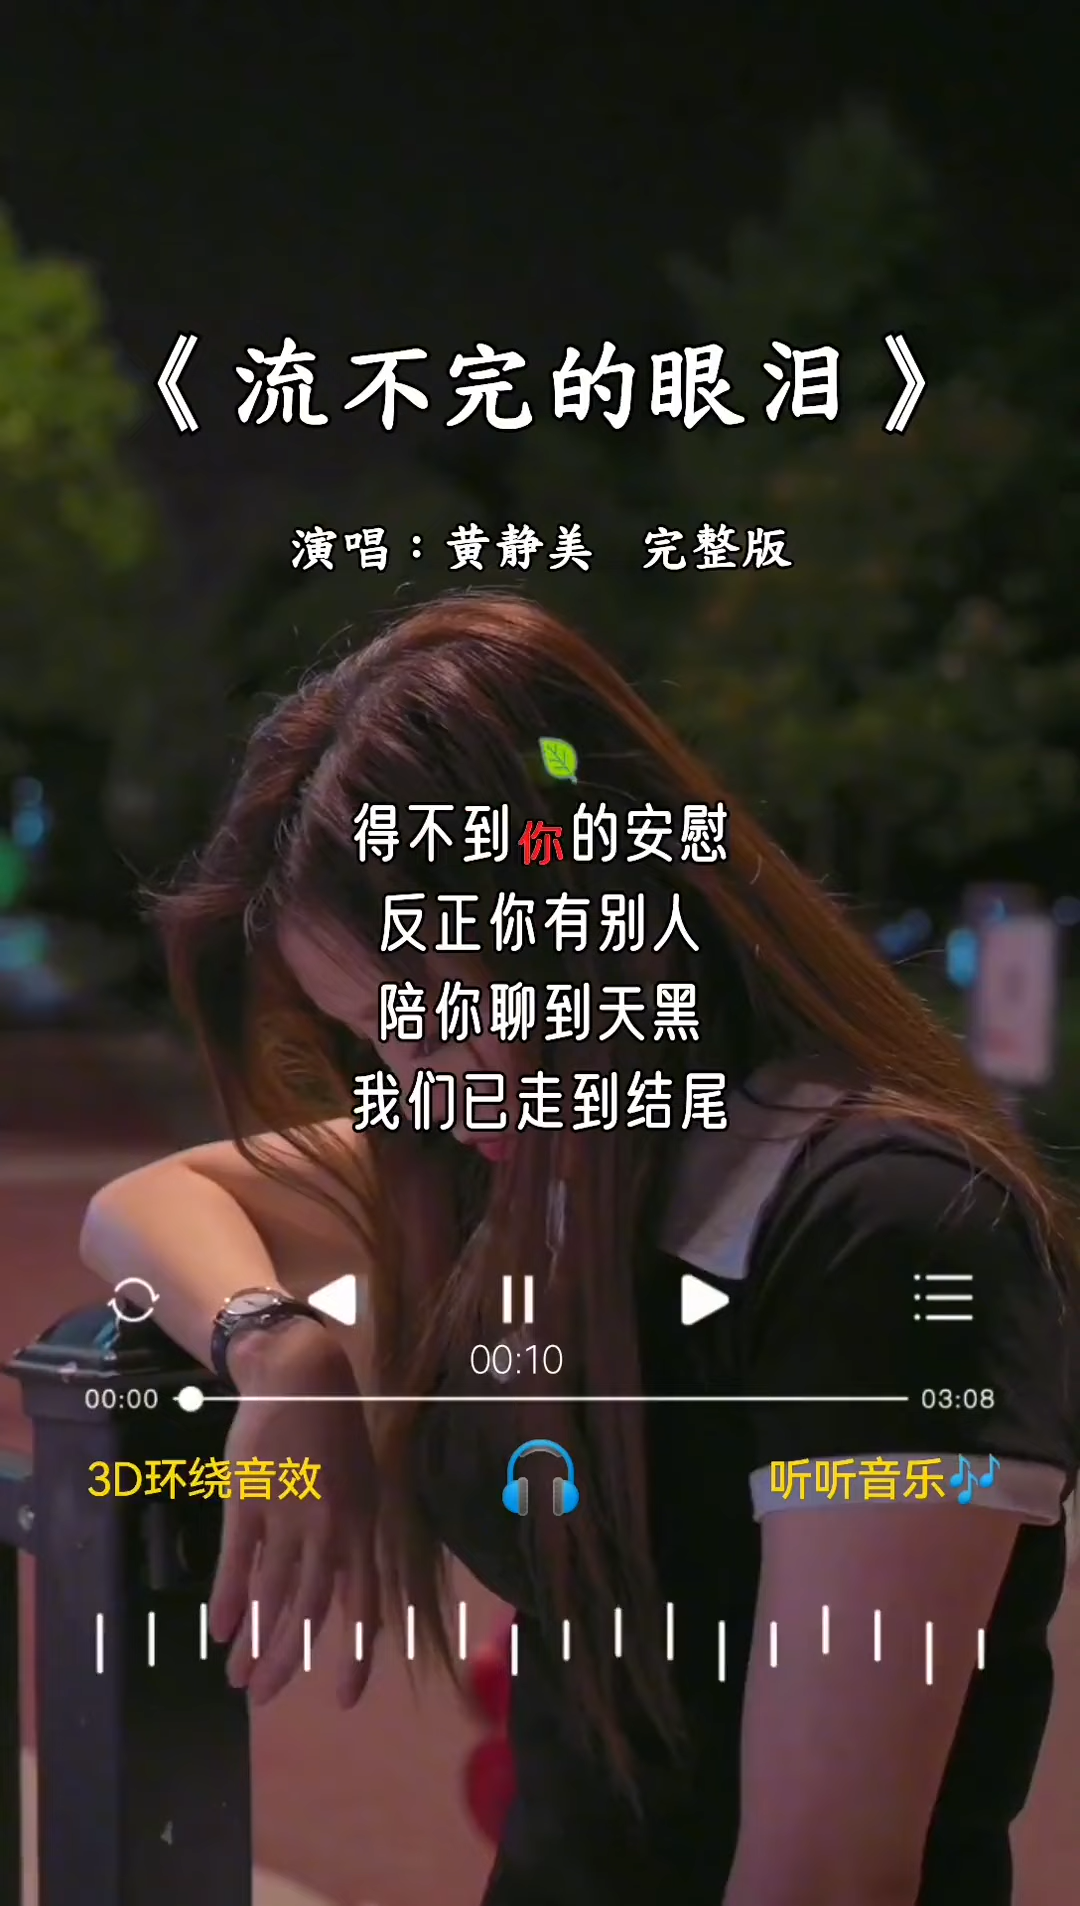 《流不完的眼泪》
演唱：黄静美 完整版
得不到你的安慰
反正你有别人
陪你聊到天黑
我们已走到结尾
00:10
00:00 03:08
3D环绕音效 听听音乐